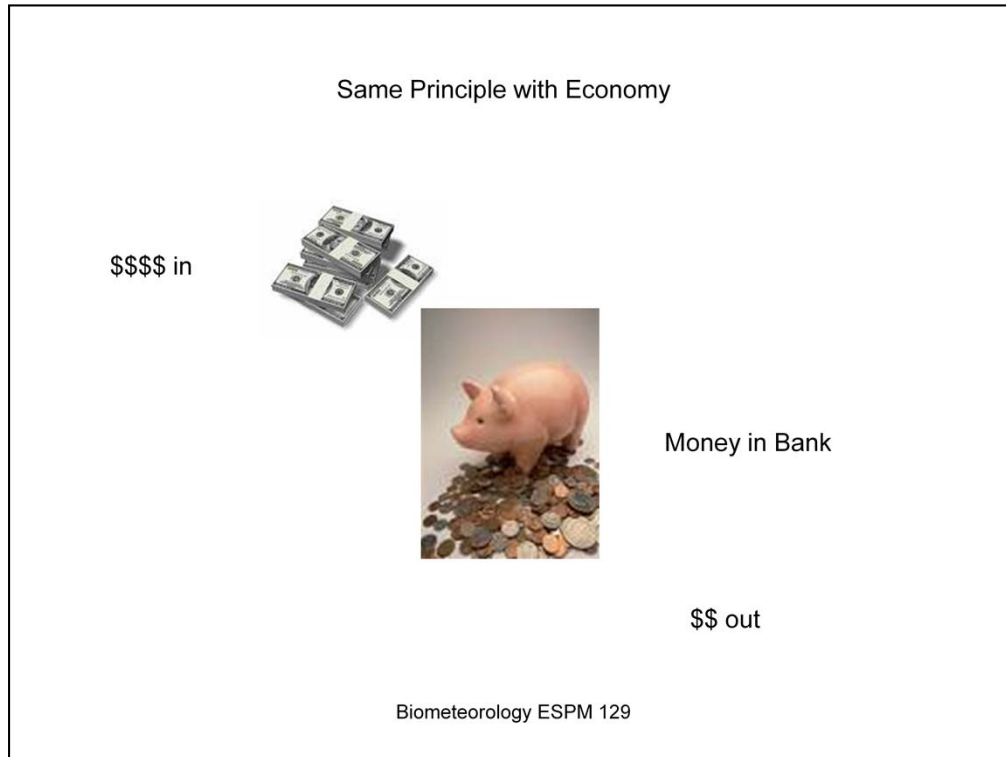 Same Principle with Economy
$$$$ in
Money in Bank
$$ out
Biometeorology ESPM 129